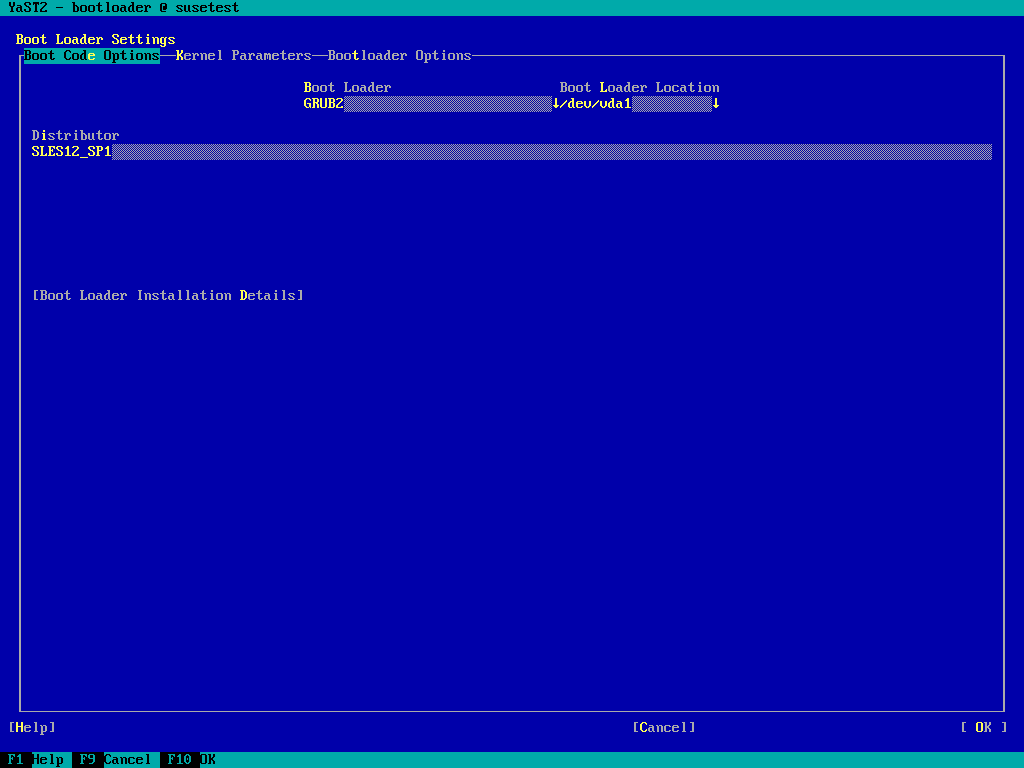 YaST2 - bootloader @ susetest
Boot Loader Settings
Boot Code Options Kernel Parameters Bootloader Options
Boot Loader Boot Loader Location
GRUB2 ↓ /dev/vda1 ↓
Distributor
SLES12_SP1
[Boot Loader Installation Details]
[Help] [Cancel] [ OK ]
F1 Help F9 Cancel F10 OK